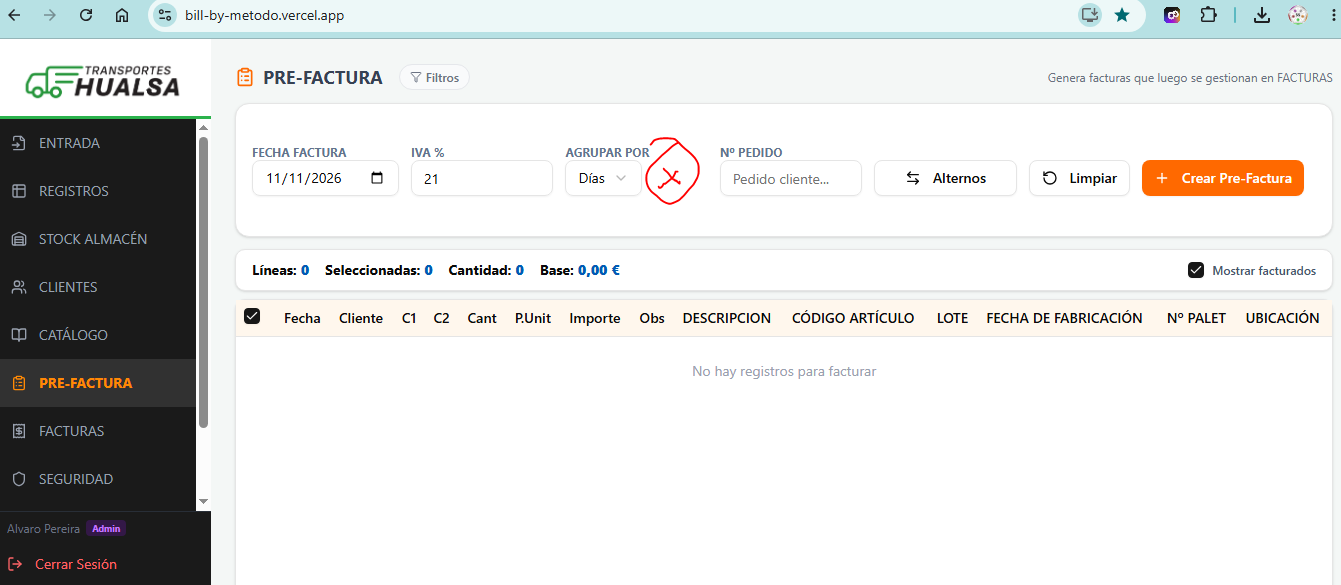 bill-by-metodo.vercel.app
TRANSPORTES
HUALSA
PRE-FACTURA
Filtros
Genera facturas que luego se gestionan en FACTURAS
ENTRADA
REGISTROS
STOCK ALMACÉN
CLIENTES
CATÁLOGO
PRE-FACTURA
FACTURAS
SEGURIDAD
Alvaro Pereira Admin
Cerrar Sesión
FECHA FACTURA IVA % AGRUPAR POR Nº PEDIDO
11/11/2026 21 Días X Pedido cliente... Alternos Limpiar + Crear Pre-Factura
Líneas: 0 Seleccionadas: 0 Cantidad: 0 Base: 0,00 € Mostrar facturados
Fecha Cliente C1 C2 Cant P.Unit Importe Obs DESCRIPCION CÓDIGO ARTÍCULO LOTE FECHA DE FABRICACIÓN Nº PALET UBICACIÓN
No hay registros para facturar